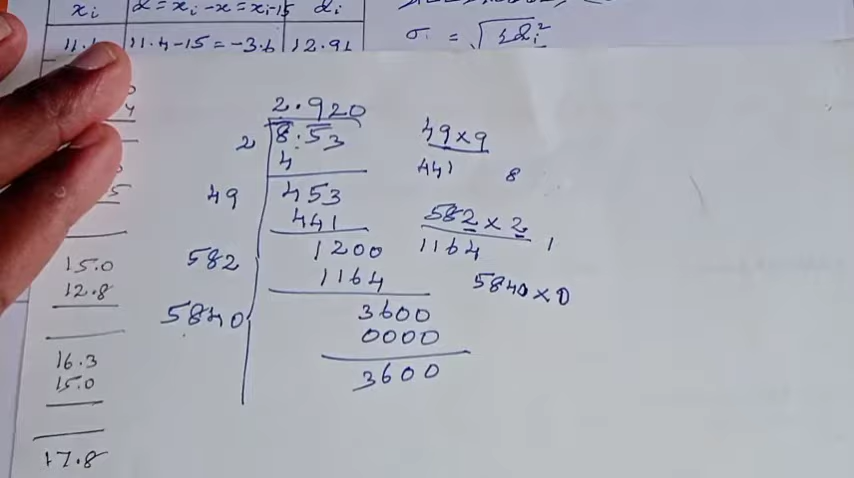 xi d = xi - x = xi-15 di
11.4-15 = -3.6 12.96
σ = √Σdi²
2.920
2 8.53 49×9
4 441 8
49 453
441 582 × 2
1200 1164 1
582 1164 5840×0
5840 3600
0000
3600
15.0
12.8
16.3
15.0
17.8